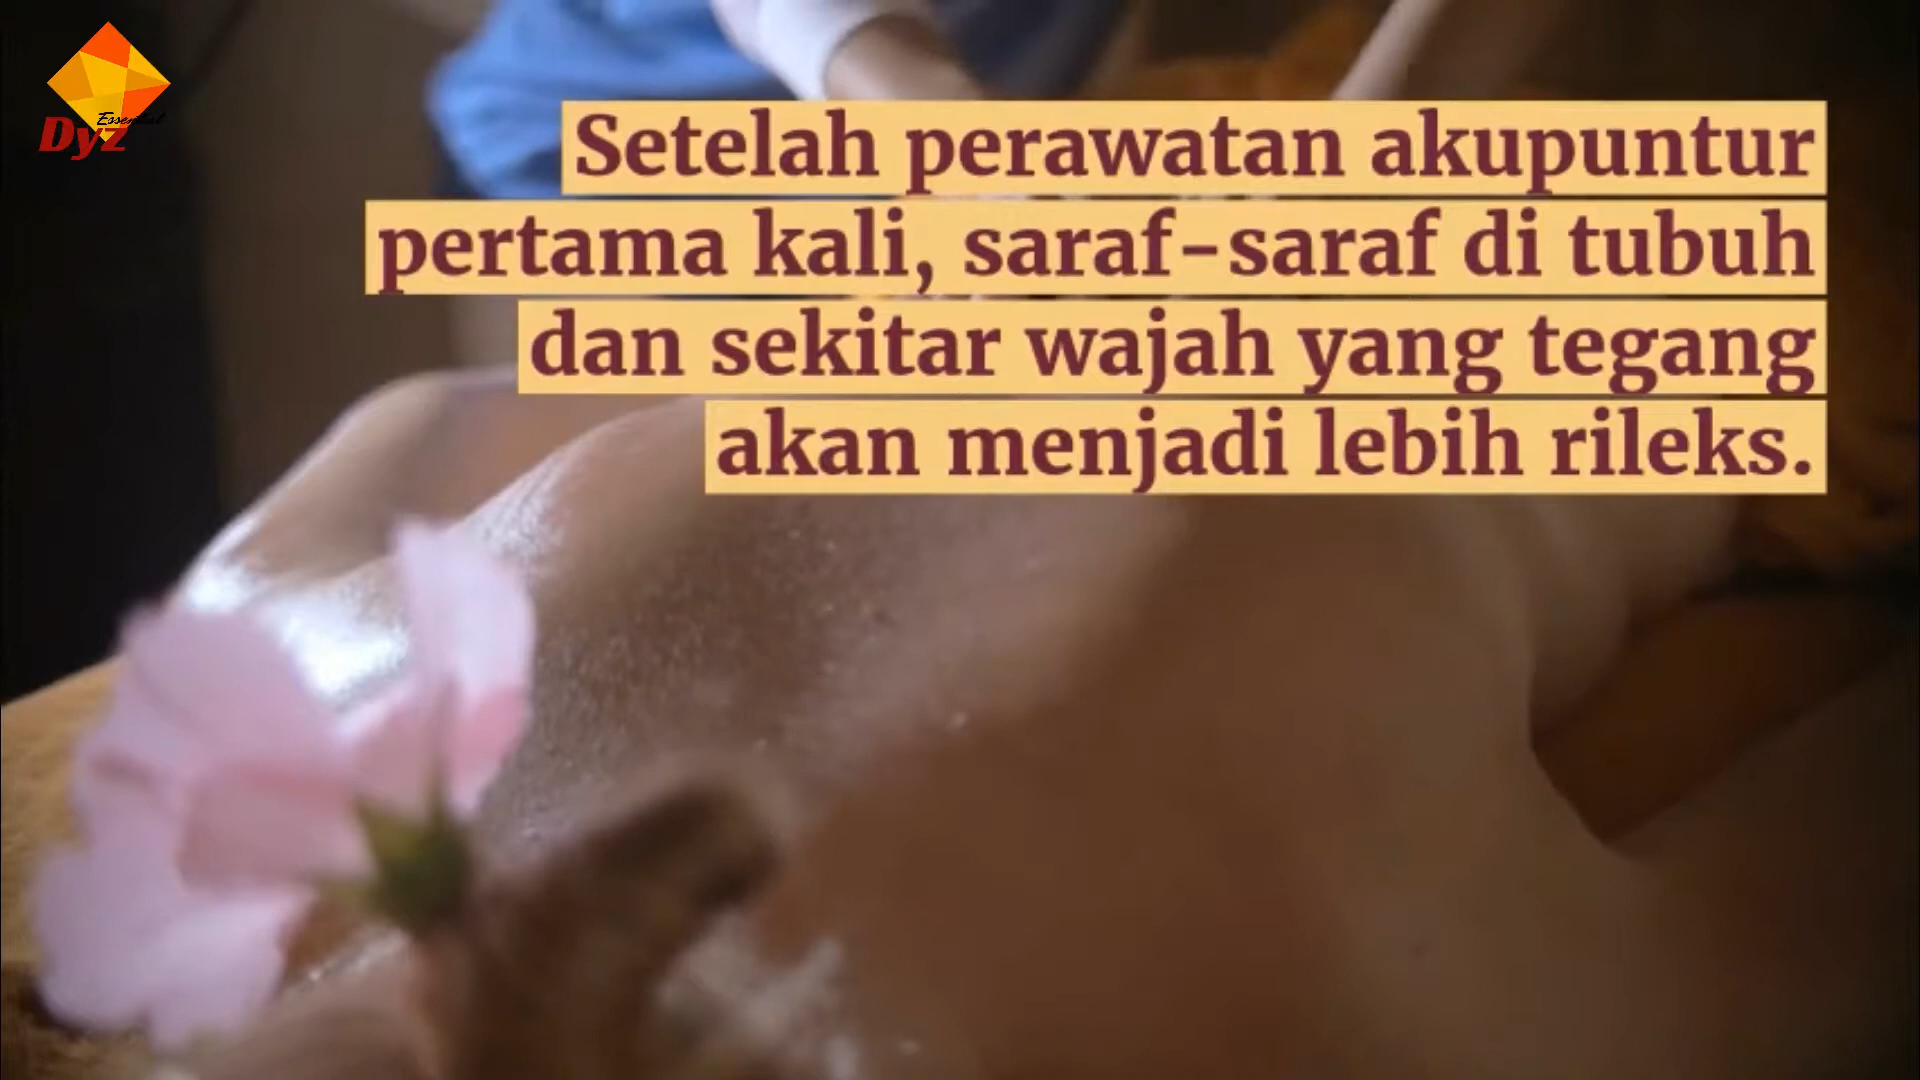 Essential
DyZ
Setelah perawatan akupuntur
pertama kali, saraf-saraf di tubuh
dan sekitar wajah yang tegang
akan menjadi lebih rileks.